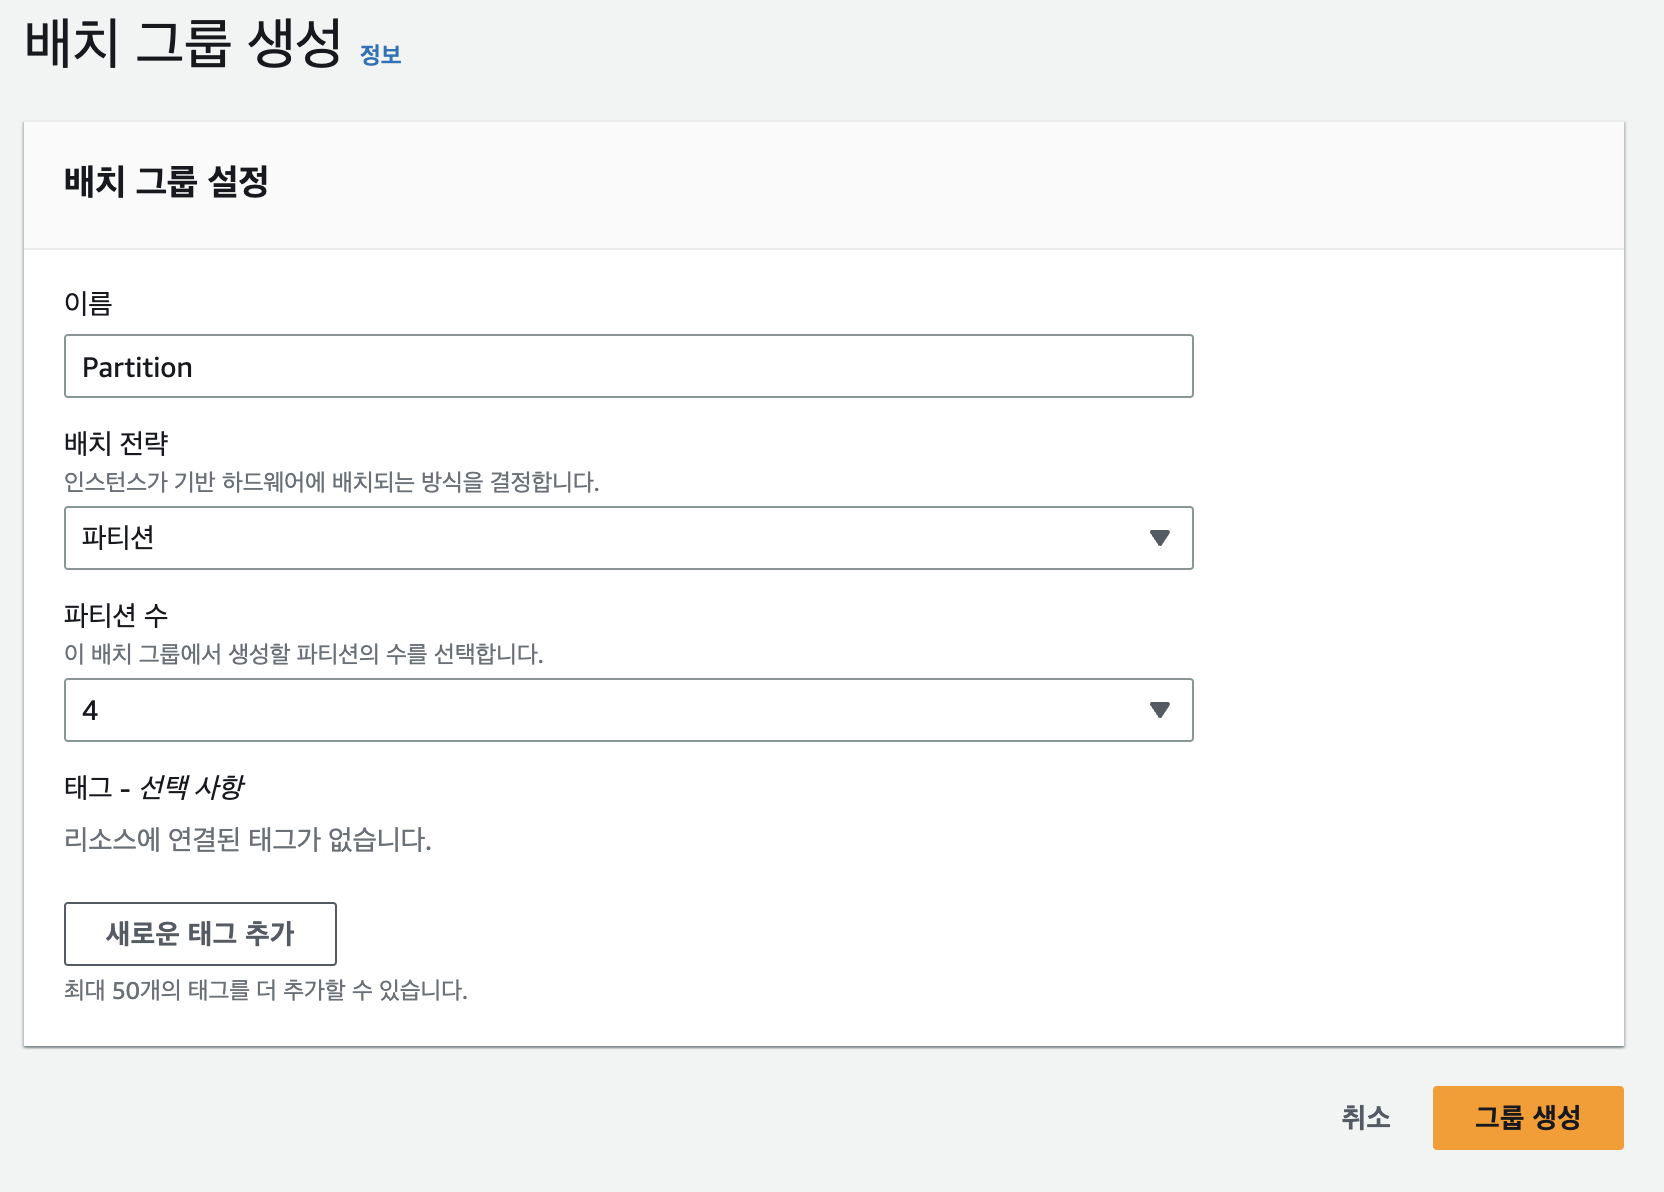 배치 그룹 생성 정보
배치 그룹 설정
이름
Partition
배치 전략
인스턴스가 기반 하드웨어에 배치되는 방식을 결정합니다.
파티션
파티션 수
이 배치 그룹에서 생성할 파티션의 수를 선택합니다.
4
태그 - 선택 사항
리소스에 연결된 태그가 없습니다.
새로운 태그 추가
최대 50개의 태그를 더 추가할 수 있습니다.
취소 그룹 생성